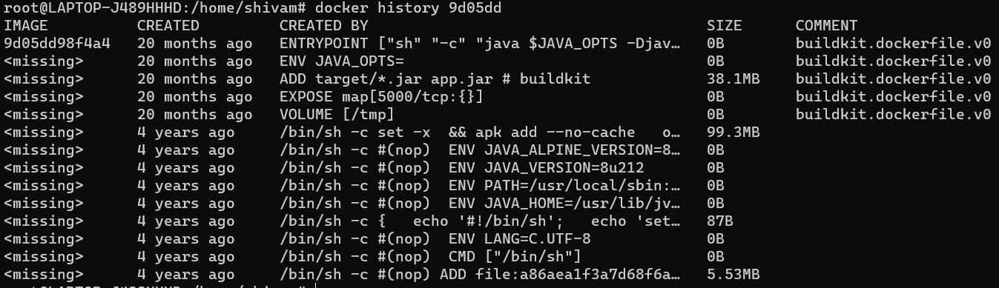 root@LAPTOP-J489HHHD:/home/shivam# docker history 9d05dd
IMAGE CREATED CREATED BY SIZE COMMENT
9d05dd98f4a4 20 months ago ENTRYPOINT ["sh" "-c" "java $JAVA_OPTS -Djav… 0B buildkit.dockerfile.v0
<missing> 20 months ago ENV JAVA_OPTS= 0B buildkit.dockerfile.v0
<missing> 20 months ago ADD target/*.jar app.jar # buildkit 38.1MB buildkit.dockerfile.v0
<missing> 20 months ago EXPOSE map[5000/tcp:{}] 0B buildkit.dockerfile.v0
<missing> 20 months ago VOLUME [/tmp] 0B buildkit.dockerfile.v0
<missing> 4 years ago /bin/sh -c set -x && apk add --no-cache o… 99.3MB
<missing> 4 years ago /bin/sh -c #(nop) ENV JAVA_ALPINE_VERSION=8… 0B
<missing> 4 years ago /bin/sh -c #(nop) ENV JAVA_VERSION=8u212 0B
<missing> 4 years ago /bin/sh -c #(nop) ENV PATH=/usr/local/sbin:… 0B
<missing> 4 years ago /bin/sh -c #(nop) ENV JAVA_HOME=/usr/lib/jv… 0B
<missing> 4 years ago /bin/sh -c { echo '#!/bin/sh'; echo 'set… 87B
<missing> 4 years ago /bin/sh -c #(nop) ENV LANG=C.UTF-8 0B
<missing> 4 years ago /bin/sh -c #(nop) CMD ["/bin/sh"] 0B
<missing> 4 years ago /bin/sh -c #(nop) ADD file:a86aea1f3a7d68f6a… 5.53MB
root@LAPTOP-J489HHHD:/home/shivam#